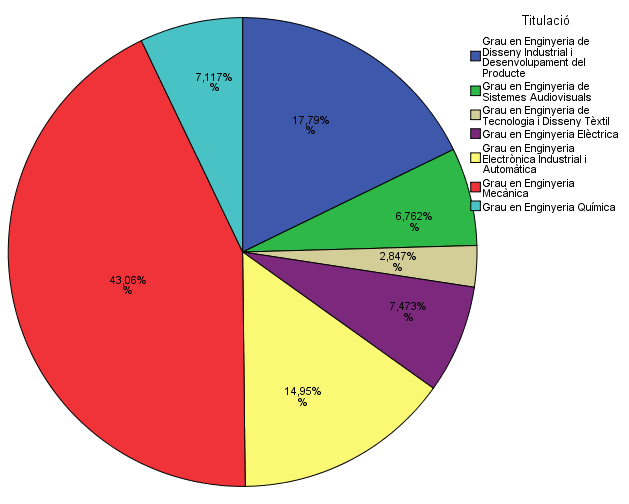 Titulació
Grau en Enginyeria de
Disseny Industrial i
Desenvolupament del
Producte
Grau en Enginyeria de
Sistemes Audiovisuals
Grau en Enginyeria de
Tecnologia i Disseny Tèxtil
Grau en Enginyeria Elèctrica
Grau en Enginyeria
Electrònica Industrial i
Automàtica
Grau en Enginyeria
Mecànica
Grau en Enginyeria Química
7,117%
%
17,79%
%
6,762%
%
2,847%
%
7,473%
%
14,95%
%
43,06%
%